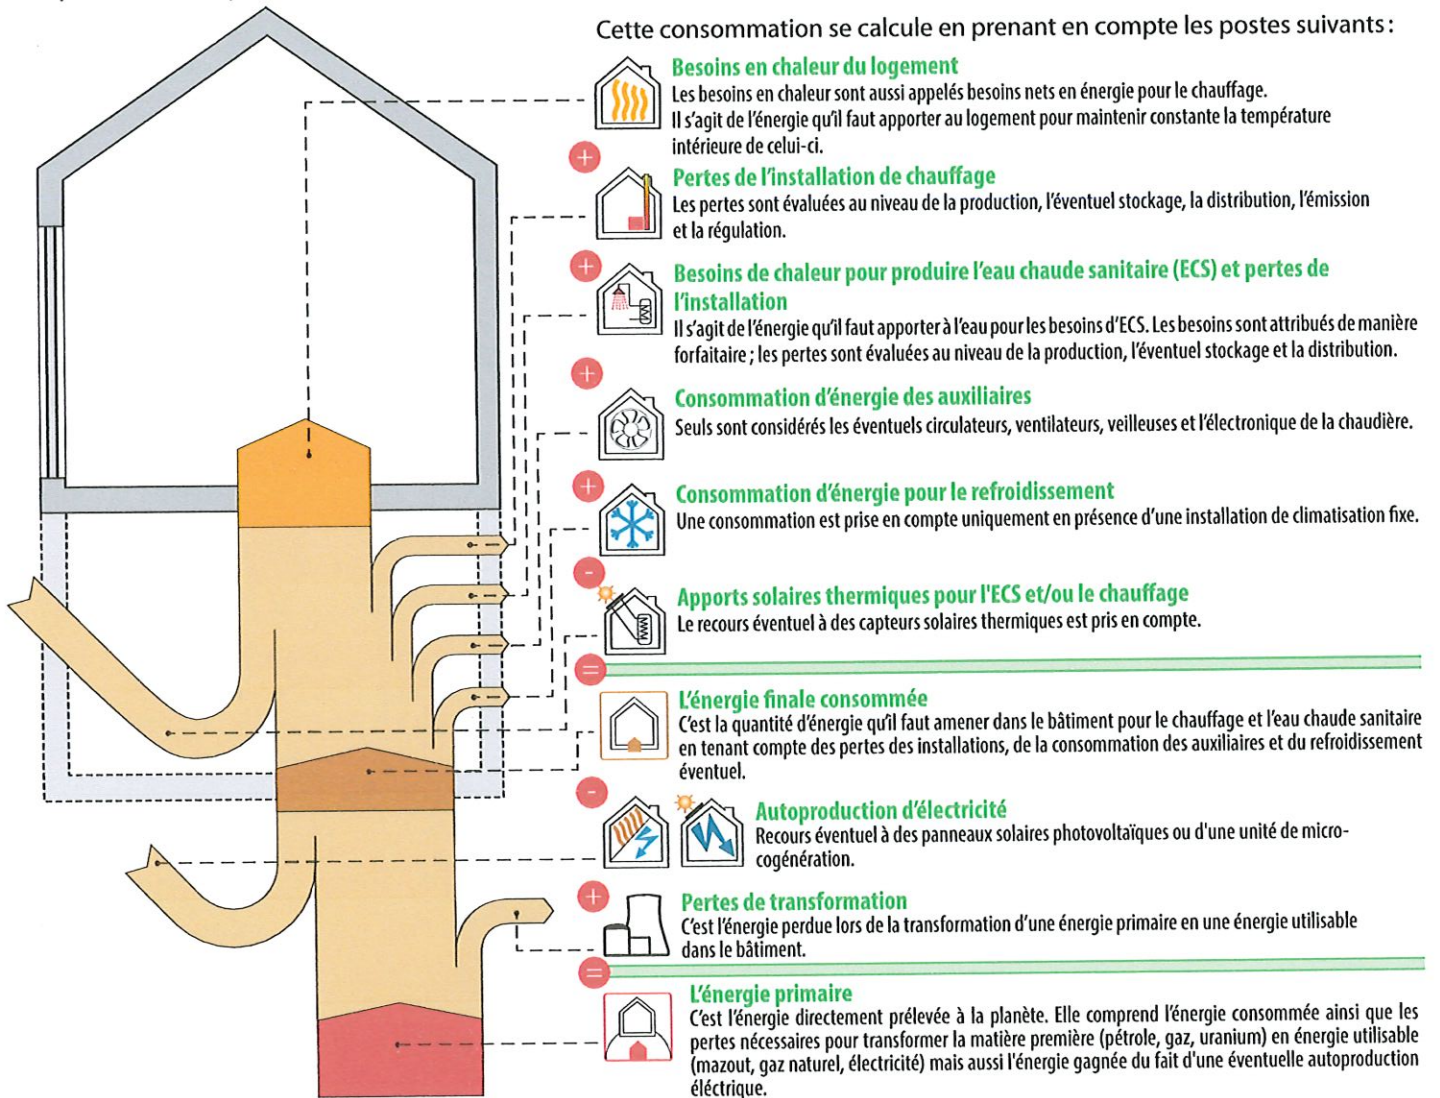 Cette consommation se calcule en prenant en compte les postes suivants :
Besoins en chaleur du logement
Les besoins en chaleur sont aussi appelés besoins nets en énergie pour le chauffage.
Il s'agit de l'énergie qu'il faut apporter au logement pour maintenir constante la température
intérieure de celui-ci.
+
Pertes de l'installation de chauffage
Les pertes sont évaluées au niveau de la production, l'éventuel stockage, la distribution, l'émission
et la régulation.
+
Besoins de chaleur pour produire l'eau chaude sanitaire (ECS) et pertes de
l'installation
Il s'agit de l'énergie qu'il faut apporter à l'eau pour les besoins d'ECS. Les besoins sont attribués de manière
forfaitaire ; les pertes sont évaluées au niveau de la production, l'éventuel stockage et la distribution.
+
Consommation d'énergie des auxiliaires
Seuls sont considérés les éventuels circulateurs, ventilateurs, veilleuses et l'électronique de la chaudière.
+
Consommation d'énergie pour le refroidissement
Une consommation est prise en compte uniquement en présence d'une installation de climatisation fixe.
-
Apports solaires thermiques pour l'ECS et/ou le chauffage
Le recours éventuel à des capteurs solaires thermiques est pris en compte.
=
L'énergie finale consommée
C'est la quantité d'énergie qu'il faut amener dans le bâtiment pour le chauffage et l'eau chaude sanitaire
en tenant compte des pertes des installations, de la consommation des auxiliaires et du refroidissement
éventuel.
-
Autoproduction d'électricité
Recours éventuel à des panneaux solaires photovoltaïques ou d'une unité de micro-
cogénération.
+
Pertes de transformation
C'est l'énergie perdue lors de la transformation d'une énergie primaire en une énergie utilisable
dans le bâtiment.
=
L'énergie primaire
C'est l'énergie directement prélevée à la planète. Elle comprend l'énergie consommée ainsi que les
pertes nécessaires pour transformer la matière première (pétrole, gaz, uranium) en énergie utilisable
(mazout, gaz naturel, électricité) mais aussi l'énergie gagnée du fait d'une éventuelle autoproduction
éléctrique.